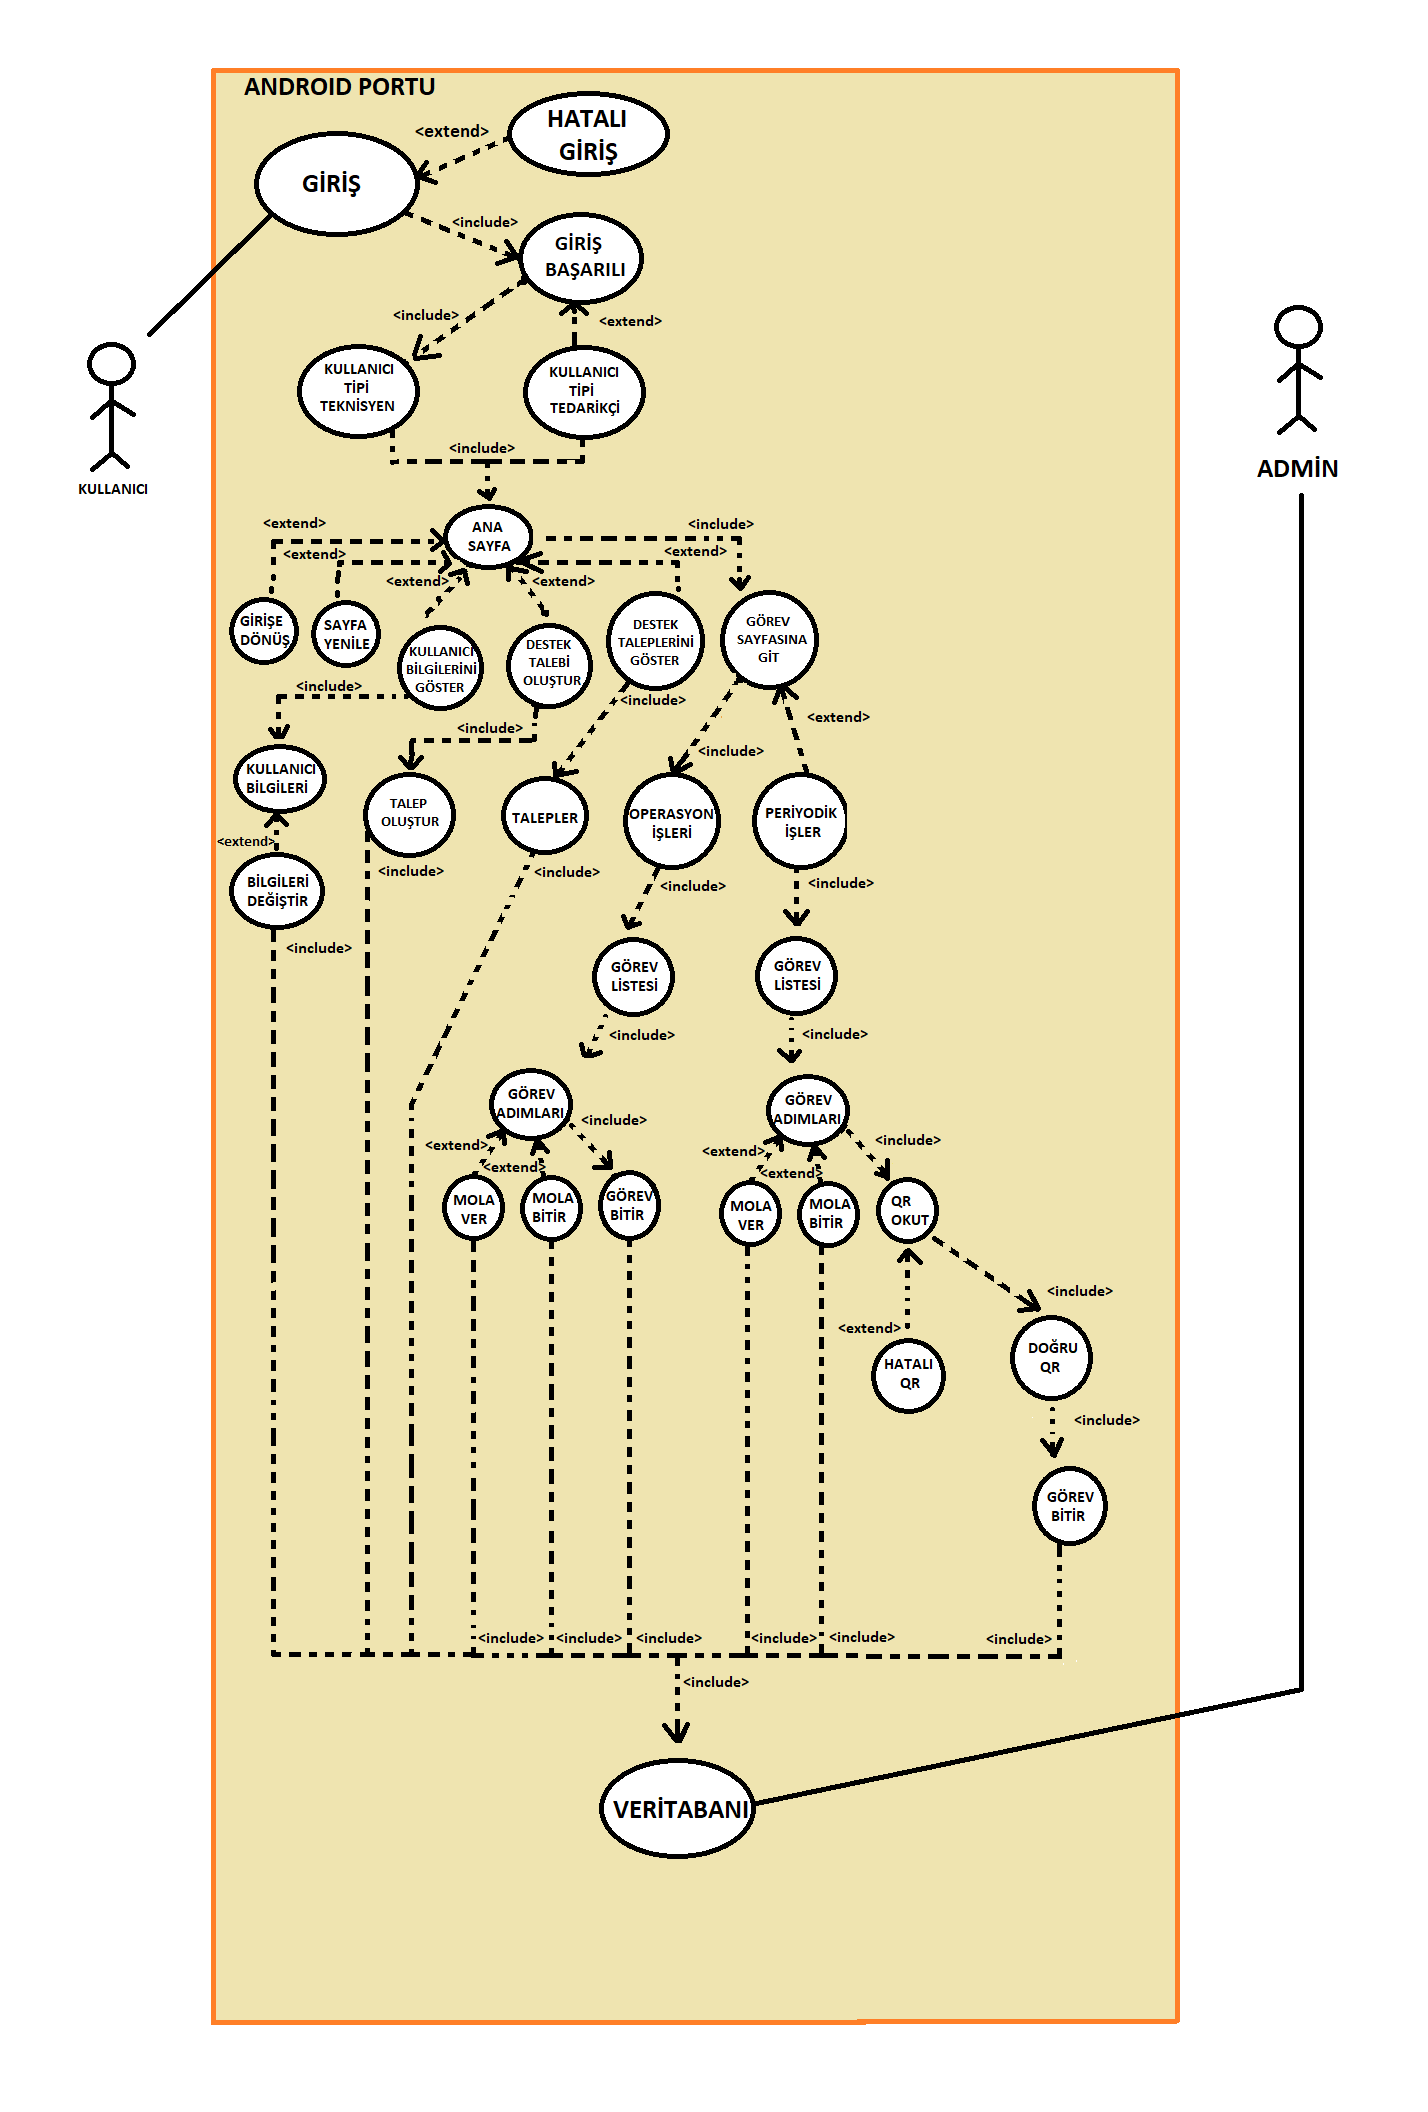 ANDROID PORTU
HATALI
GİRİŞ
<extend>
GİRİŞ
<include>
GİRİŞ
BAŞARILI
<include>
<extend>
KULLANICI
TİPİ
TEKNİSYEN
KULLANICI
TİPİ
TEDARİKÇİ
<include>
KULLANICI
ADMİN
ANA
SAYFA
<extend>
<extend>
<extend>
<extend>
<extend>
<include>
GİRİŞE
DÖNÜŞ
SAYFA
YENİLE
KULLANICI
BİLGİLERİNİ
GÖSTER
DESTEK
TALEBİ
OLUŞTUR
DESTEK
TALEPLERİNİ
GÖSTER
GÖREV
SAYFASINA
GİT
<include>
<include>
<include>
<include>
<extend>
KULLANICI
BİLGİLERİ
TALEP
OLUŞTUR
TALEPLER
OPERASYON
İŞLERİ
PERİYODİK
İŞLER
<extend>
<include>
<include>
<include>
<include>
BİLGİLERİ
DEĞİŞTİR
<include>
GÖREV
LİSTESİ
GÖREV
LİSTESİ
<include>
<include>
GÖREV
ADIMLARI
GÖREV
ADIMLARI
<extend>
<extend>
<include>
<extend>
<extend>
<include>
MOLA
VER
MOLA
BİTİR
GÖREV
BİTİR
MOLA
VER
MOLA
BİTİR
QR
OKUT
<include>
<extend>
HATALI
QR
DOĞRU
QR
<include>
GÖREV
BİTİR
<include>
<include>
<include>
<include>
<include>
<include>
<include>
VERİTABANI